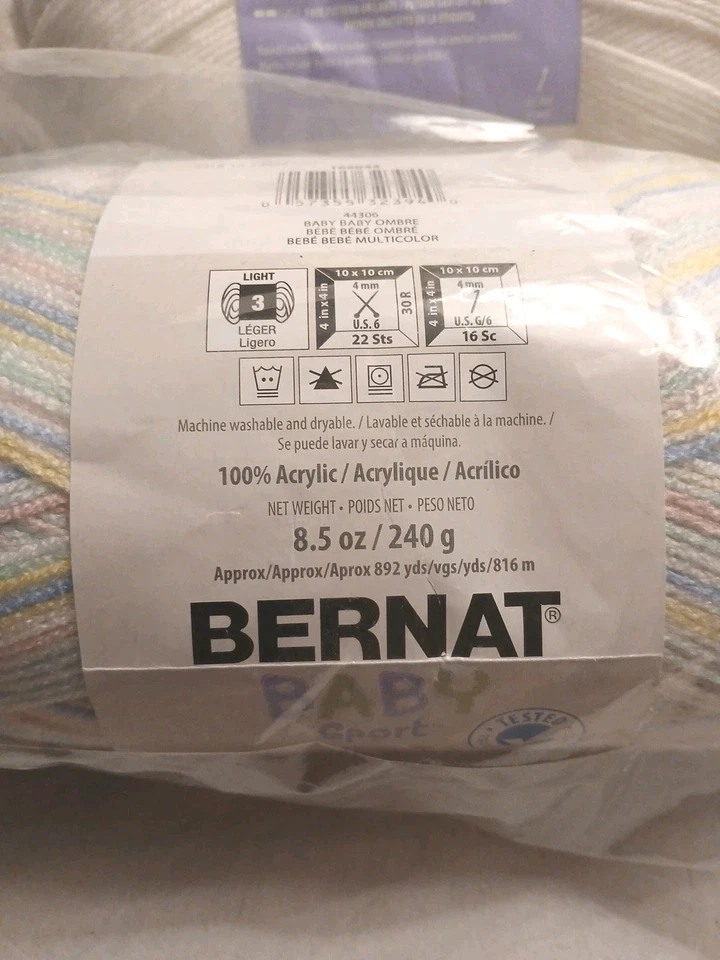 0 57355 32394 0
44306
BABY BABY OMBRE
BÉBÉ BÉBÉ OMBRÉ
BEBÉ BEBÉ MULTICOLOR
LIGHT
3
LÉGER
Ligero
10 x 10 cm
4 in x 4 in
4 mm
U.S. 6
30 R
22 Sts
10 x 10 cm
4 in x 4 in
4 mm
U.S. G/6
16 Sc
Machine washable and dryable. / Lavable et séchable à la machine. /
Se puede lavar y secar a máquina.
100% Acrylic / Acrylique / Acrílico
NET WEIGHT • POIDS NET • PESO NETO
8.5 oz / 240 g
Approx/Approx/Aprox 892 yds/vgs/yds/816 m
BERNAT®
BABY
Sport™
TESTED